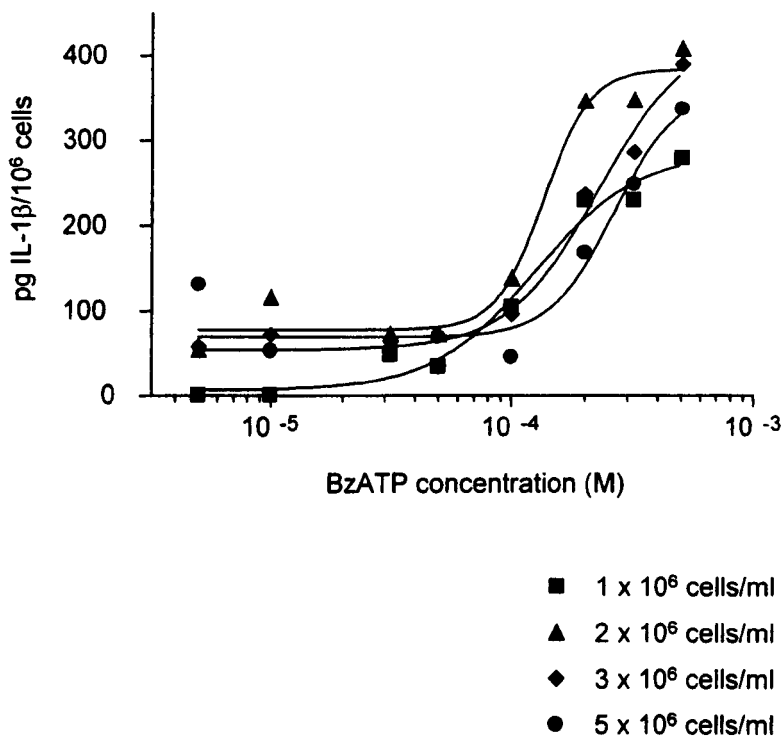 400
300
200
100
0
pg IL-1β/10⁶ cells
10⁻⁵ 10⁻⁴ 10⁻³
BzATP concentration (M)
1 x 10⁶ cells/ml
2 x 10⁶ cells/ml
3 x 10⁶ cells/ml
5 x 10⁶ cells/ml